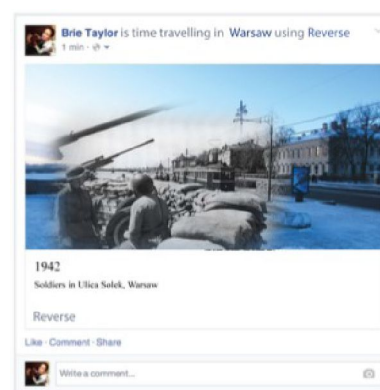 Brie Taylor is time travelling in Warsaw using Reverse
1 min ·
1942
Soldiers in Ulica Solek, Warsaw
Reverse
Like · Comment · Share
Write a comment...